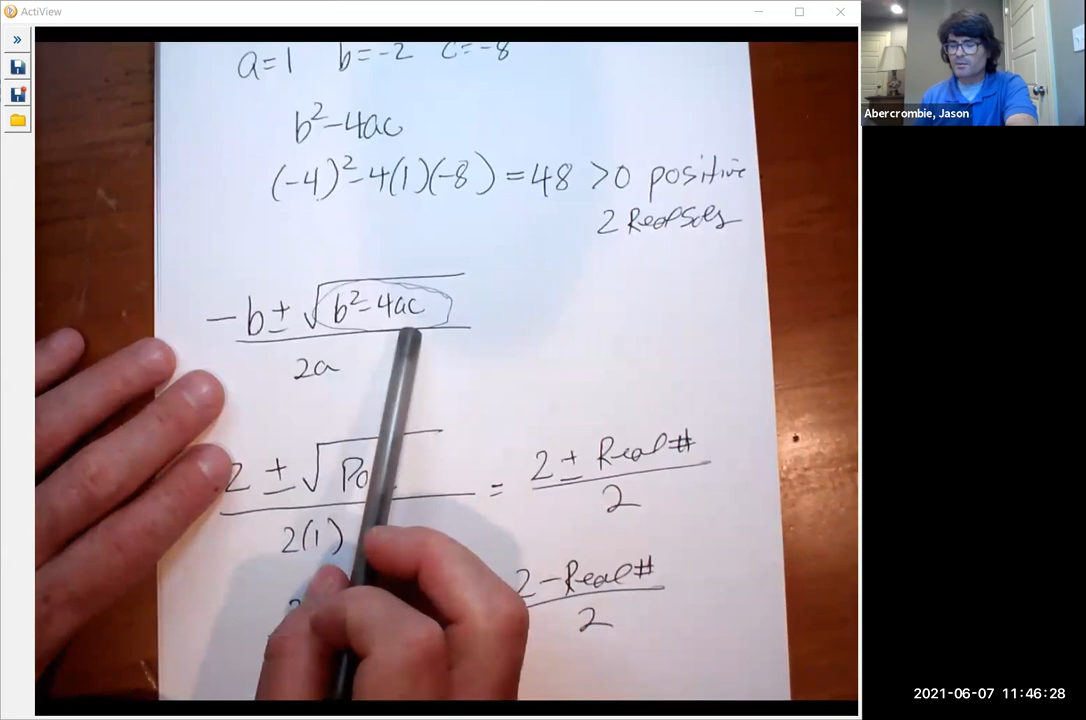 ActiView
a=1 b=-2 c=-8
b²-4ac
(-4)²-4(1)(-8)=48 >0 positive
2 Real Sols
-b±√b²-4ac
2a
2 ± √Po = 2 ± Real#
2(1) 2
2-Real#
2
Abercrombie, Jason
2021-06-07 11:46:28